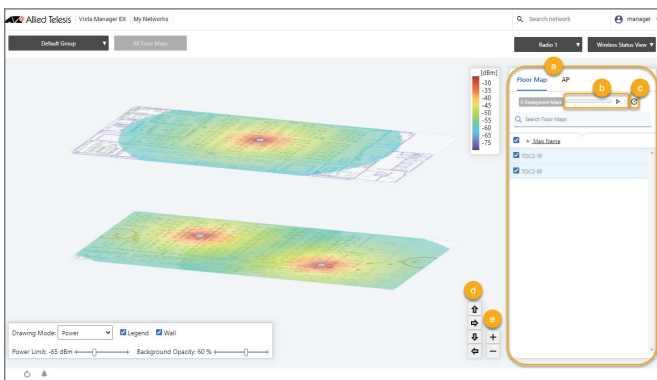 Allied Telesis Vista Manager EX My Networks Search network manager
Default Group All Floor Maps Radio 1 Wireless Status View
a
Floor Map AP
b c
2 Deployment Maps
Search Floor Maps
Map Name
TOC2-5F
TOC2-8F
[dBm]
-30
-35
-40
-45
-50
-55
-60
-65
-75
d
e
Drawing Mode: Power Legend Wall
Power Limit: -65 dBm Background Opacity: 60 %